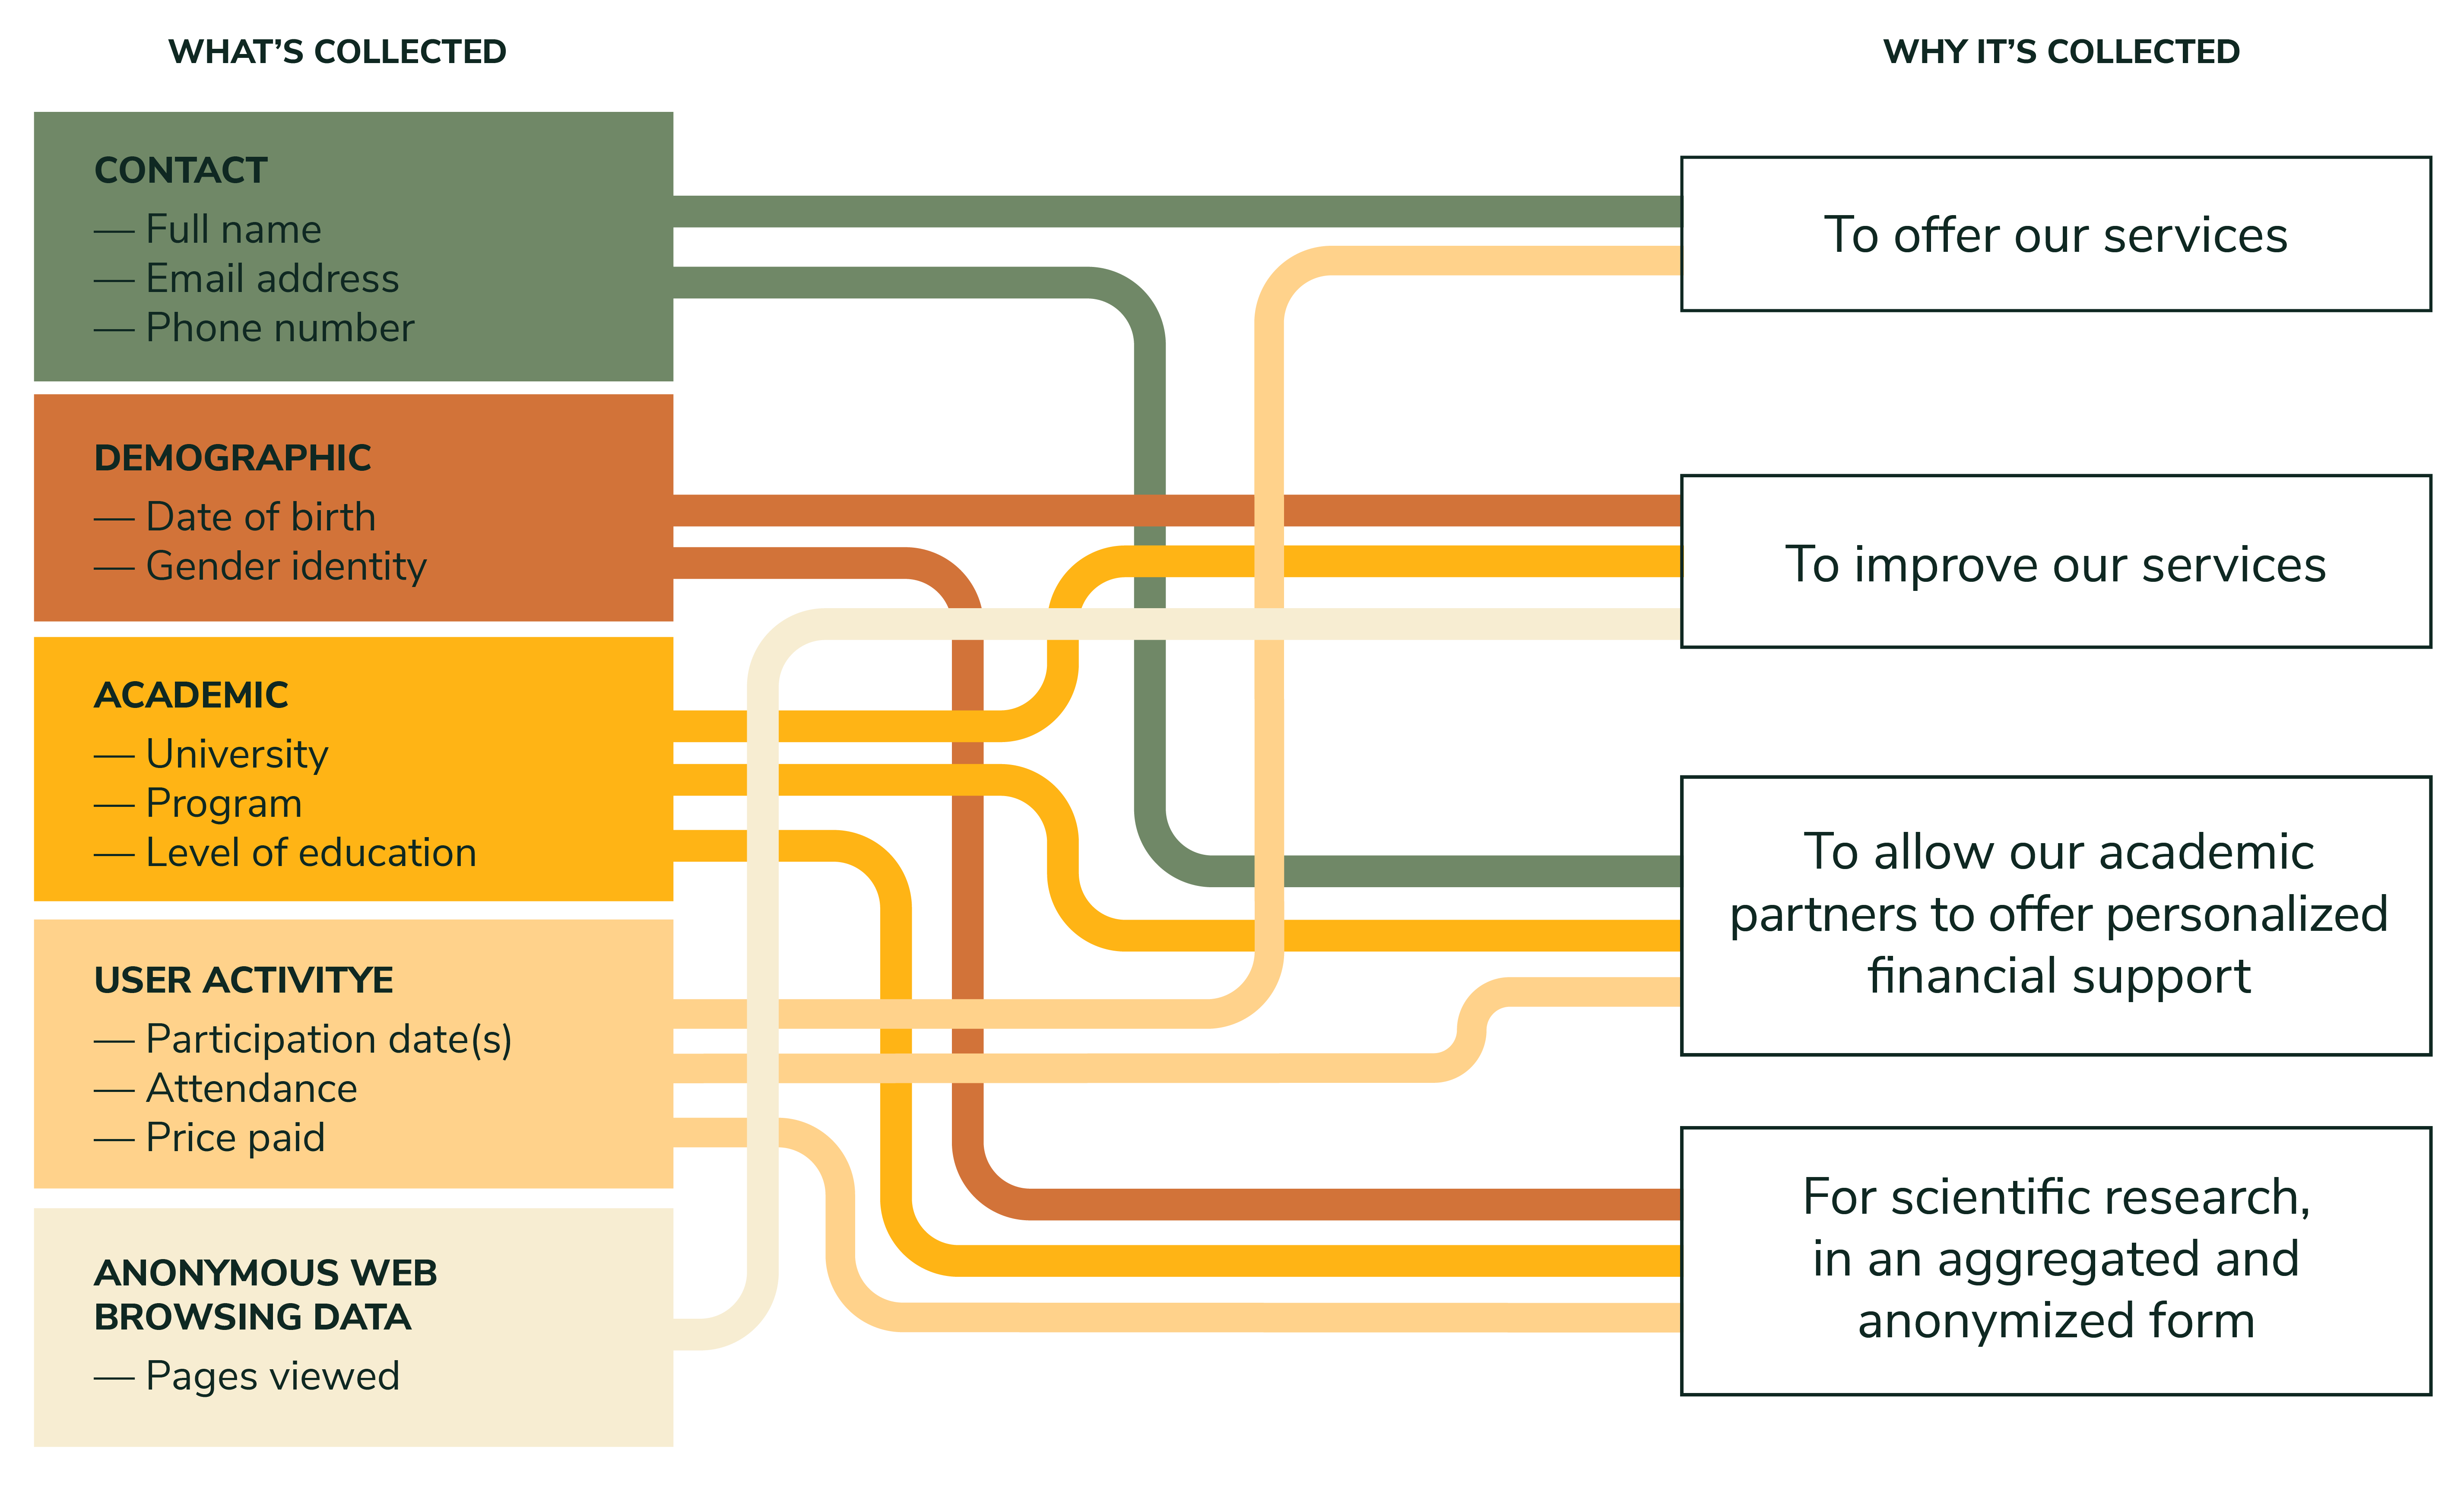 WHAT’S COLLECTED
CONTACT
— Full name
— Email address
— Phone number
DEMOGRAPHIC
— Date of birth
— Gender identity
ACADEMIC
— University
— Program
— Level of education
USER ACTIVITYE
— Participation date(s)
— Attendance
— Price paid
ANONYMOUS WEB
BROWSING DATA
— Pages viewed
WHY IT’S COLLECTED
To offer our services
To improve our services
To allow our academic
partners to offer personalized
financial support
For scientific research,
in an aggregated and
anonymized form